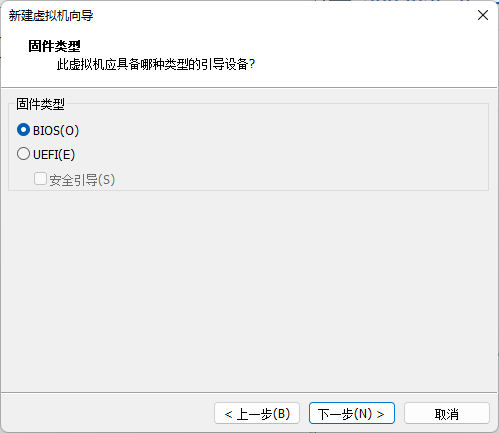 新建虚拟机向导
固件类型
此虚拟机应具备哪种类型的引导设备?
固件类型
BIOS(O)
UEFI(E)
安全引导(S)
< 上一步(B)
下一步(N) >
取消